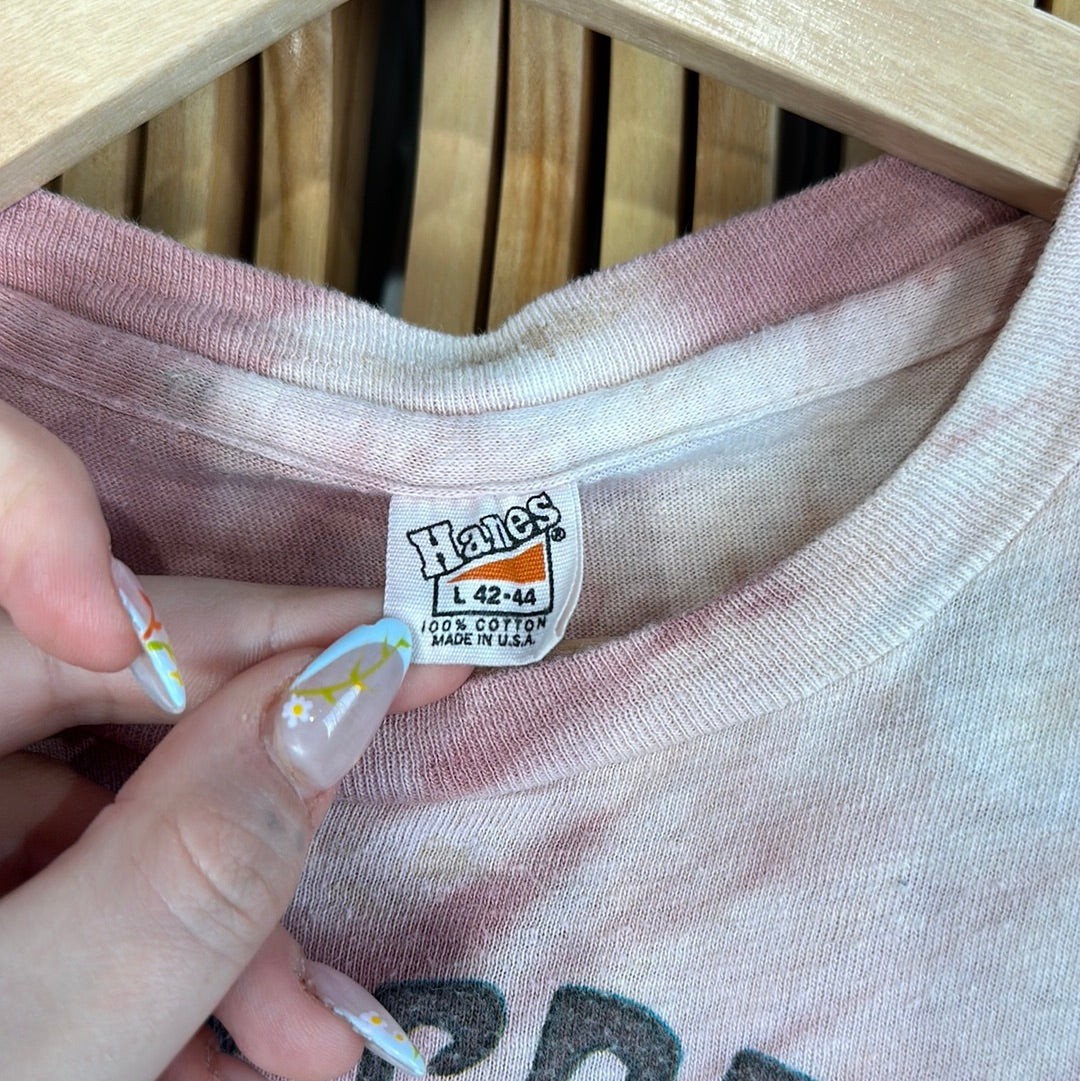 Hanes®
L 42-44
100% COTTON
MADE IN U.S.A.